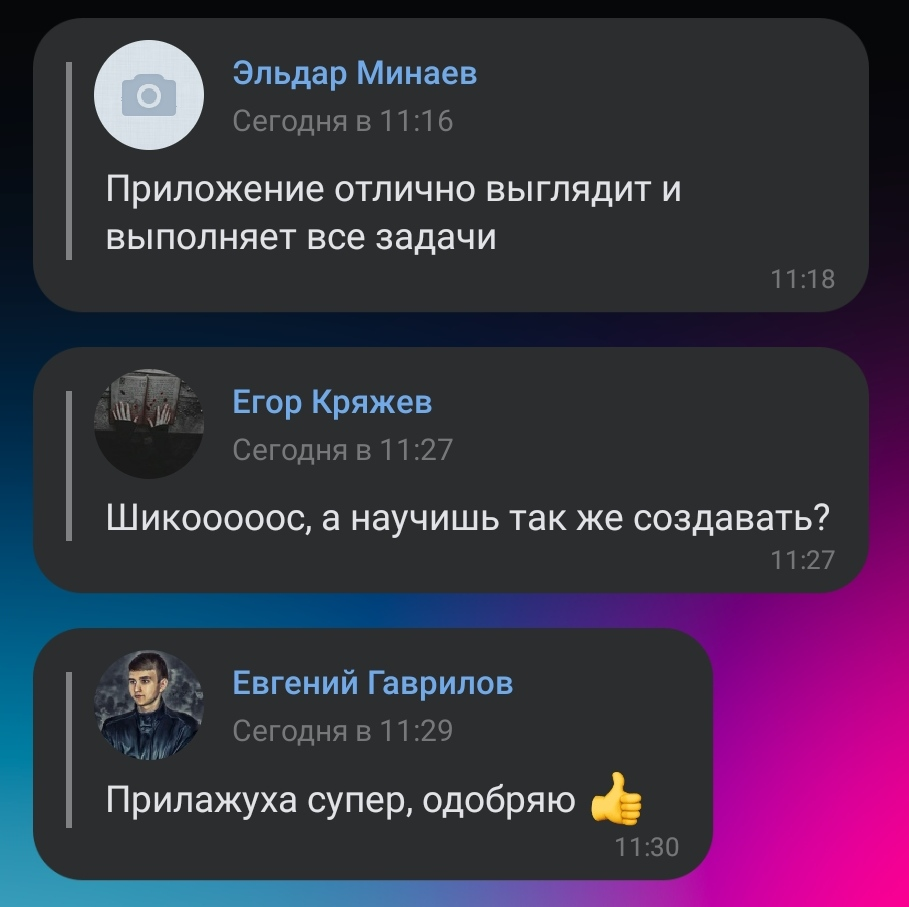 Эльдар Минаев
Сегодня в 11:16
Приложение отлично выглядит и
выполняет все задачи
11:18
Егор Кряжев
Сегодня в 11:27
Шикооооос, а научишь так же создавать?
11:27
Евгений Гаврилов
Сегодня в 11:29
Прилажуха супер, одобряю 👍
11:30